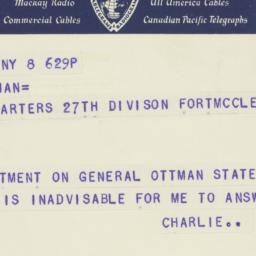 Mackay Radio
All America Cables
Commercial Cables
Canadian Pacific Telegraphs
NY 8 629P
MAN=
ARTERS 27TH DIVISON FORTMCCLE
TMENT ON GENERAL OTTMAN STATE
IS INADVISABLE FOR ME TO ANSW
CHARLIE..